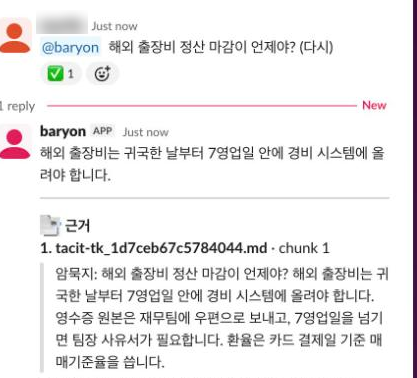 Just now
@baryon 해외 출장비 정산 마감이 언제야? (다시)
1
1 reply
New
baryon APP Just now
해외 출장비는 귀국한 날부터 7영업일 안에 경비 시스템에 올
려야 합니다.
근거
1. tacit-tk_1d7ceb67c5784044.md · chunk 1
암묵지: 해외 출장비 정산 마감이 언제야? 해외 출장비는 귀
국한 날부터 7영업일 안에 경비 시스템에 올려야 합니다.
영수증 원본은 재무팀에 우편으로 보내고, 7영업일을 넘기
면 팀장 사유서가 필요합니다. 환율은 카드 결제일 기준 매
매기준율을 씁니다.